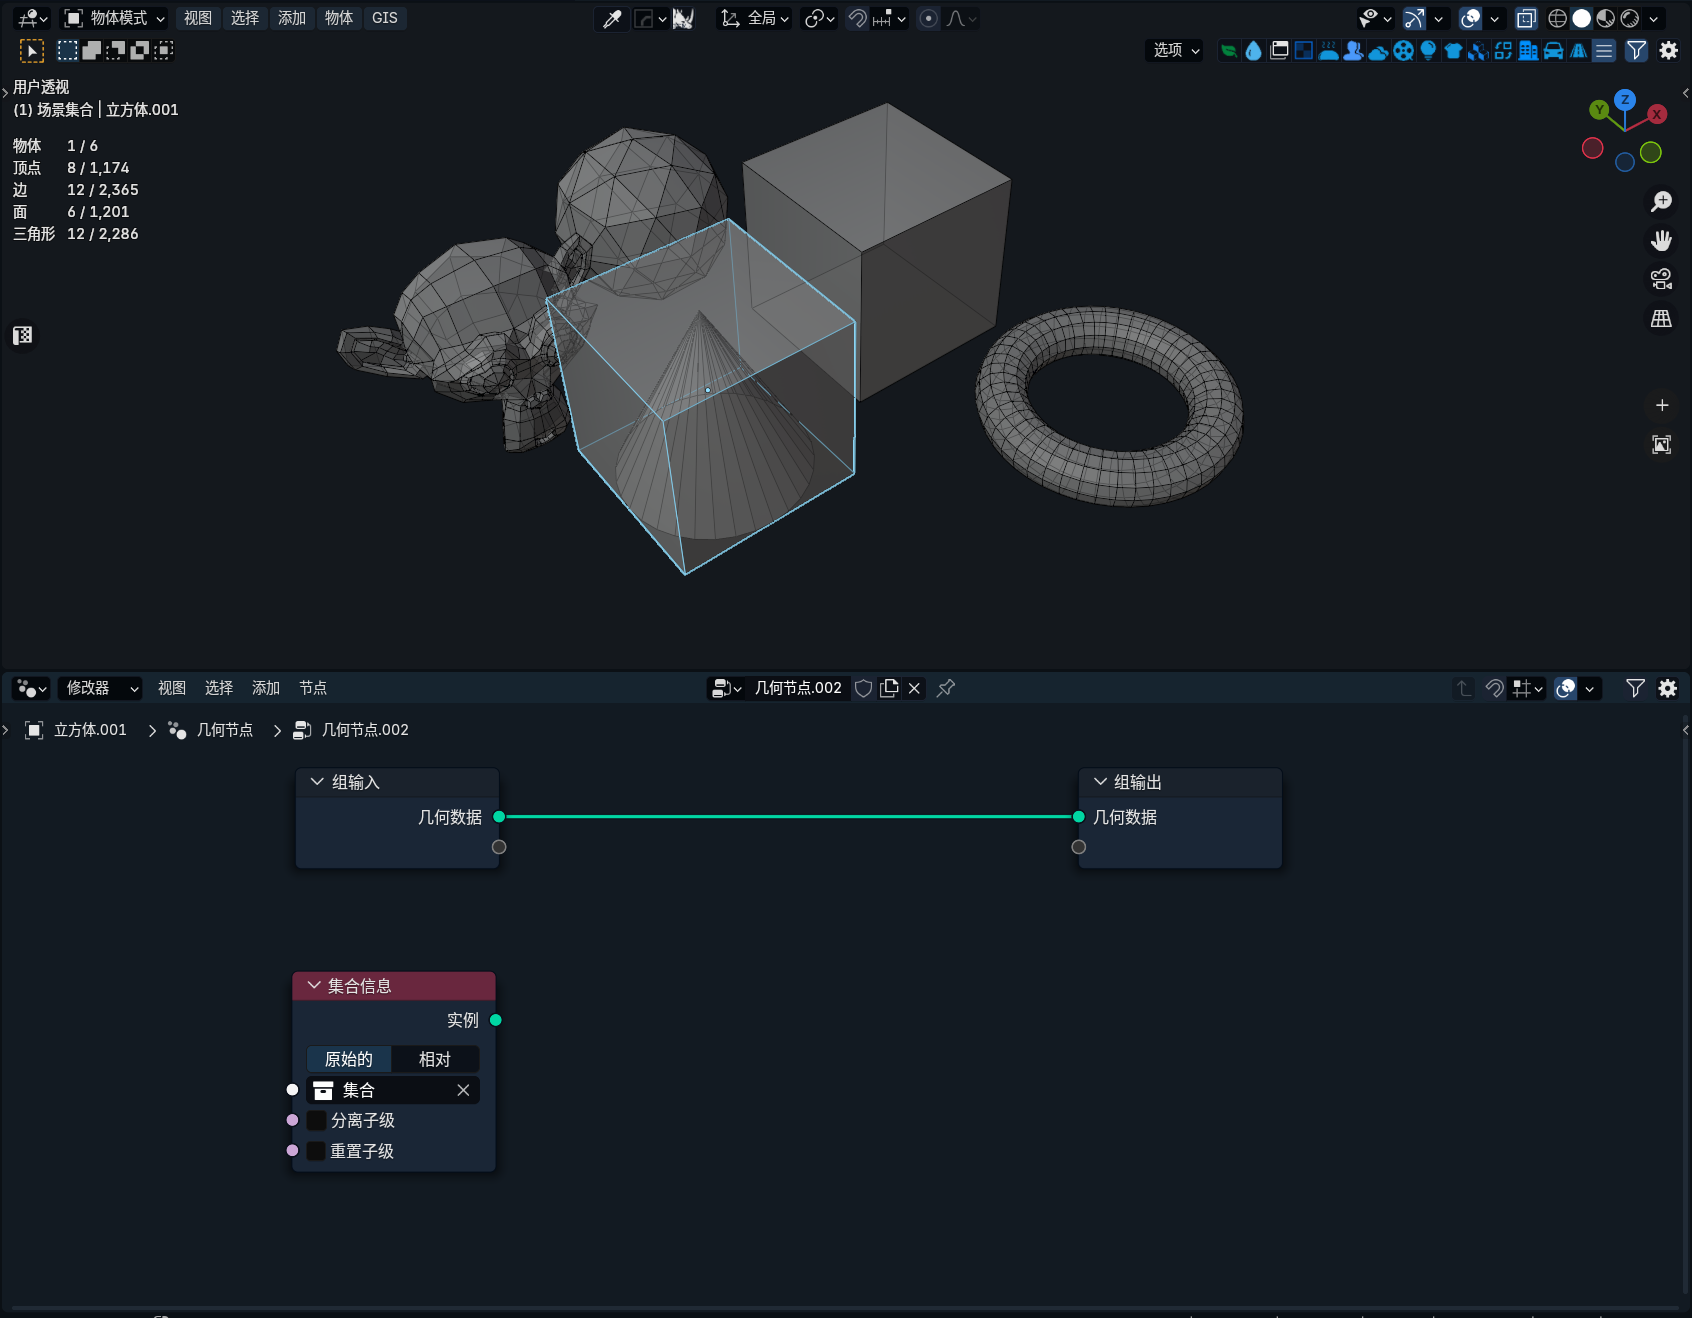 物体模式 视图 选择 添加 物体 GIS 全局
选项
用户透视
(1) 场景集合 | 立方体.001
物体 1 / 6
顶点 8 / 1,174
边 12 / 2,365
面 6 / 1,201
三角形 12 / 2,286
Z
Y
X
修改器 视图 选择 添加 节点 几何节点.002
立方体.001 几何节点 几何节点.002
组输入
几何数据
组输出
几何数据
集合信息
实例
原始的 相对
集合
分离子级
重置子级